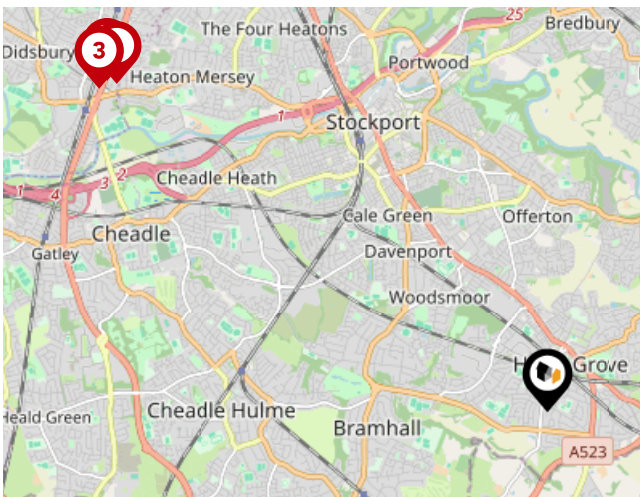 25
The Four Heatons
Bredbury
Didsbury
3
Portwood
Heaton Mersey
1
Stockport
2
3
Cheadle Heath
1
4
Cale Green
Offerton
Cheadle
Gatley
Davenport
Woodsmoor
H Grove
Cheadle Hulme
Heald Green
Bramhall
A523